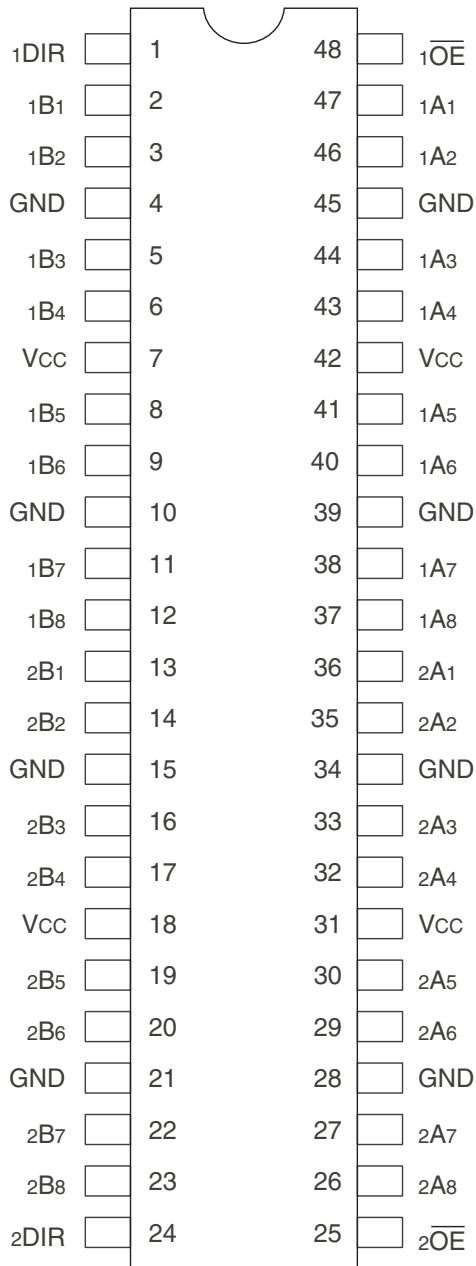 1DIR 1 48 1O̅E̅
1B1 2 47 1A1
1B2 3 46 1A2
GND 4 45 GND
1B3 5 44 1A3
1B4 6 43 1A4
VCC 7 42 VCC
1B5 8 41 1A5
1B6 9 40 1A6
GND 10 39 GND
1B7 11 38 1A7
1B8 12 37 1A8
2B1 13 36 2A1
2B2 14 35 2A2
GND 15 34 GND
2B3 16 33 2A3
2B4 17 32 2A4
VCC 18 31 VCC
2B5 19 30 2A5
2B6 20 29 2A6
GND 21 28 GND
2B7 22 27 2A7
2B8 23 26 2A8
2DIR 24 25 2O̅E̅